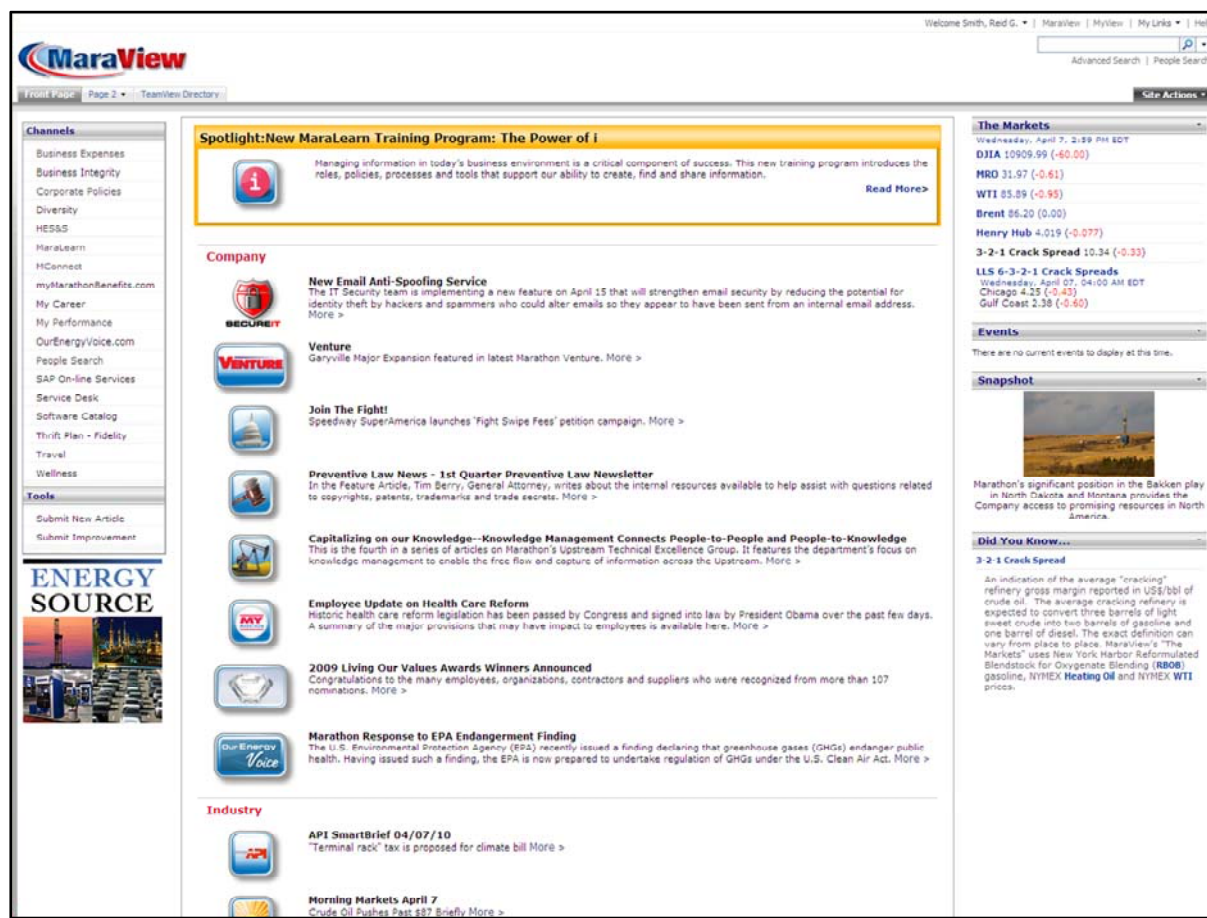 Welcome Smith, Reid G. | MaraView | MyView | My Links | Hel
MaraView
Advanced Search | People Search
Front Page Page 2 TeamView Directory
Site Actions
Channels
Business Expenses
Business Integrity
Corporate Policies
Diversity
HES&S
MaraLearn
MConnect
myMarathonBenefits.com
My Career
My Performance
OurEnergyVoice.com
People Search
SAP On-line Services
Service Desk
Software Catalog
Thrift Plan - Fidelity
Travel
Wellness
Tools
Submit New Article
Submit Improvement
ENERGY
SOURCE
Spotlight:New MaraLearn Training Program: The Power of i
i
Managing information in today's business environment is a critical component of success. This new training program introduces the
roles, policies, processes and tools that support our ability to create, find and share information.
Read More>
Company
SECUREIT
New Email Anti-Spoofing Service
The IT Security team is implementing a new feature on April 15 that will strengthen email security by reducing the potential for
identity theft by hackers and spammers who could alter emails so they appear to have been sent from an internal email address.
More >
VENTURE
Venture
Garyville Major Expansion featured in latest Marathon Venture. More >
Join The Fight!
Speedway SuperAmerica launches 'Fight Swipe Fees' petition campaign. More >
Preventive Law News - 1st Quarter Preventive Law Newsletter
In the Feature Article, Tim Berry, General Attorney, writes about the internal resources available to help assist with questions related
to copyrights, patents, trademarks and trade secrets. More >
Capitalizing on our Knowledge--Knowledge Management Connects People-to-People and People-to-Knowledge
This is the fourth in a series of articles on Marathon's Upstream Technical Excellence Group. It features the department's focus on
knowledge management to enable the free flow and capture of information across the Upstream. More >
MY
Employee Update on Health Care Reform
Historic health care reform legislation has been passed by Congress and signed into law by President Obama over the past few days.
A summary of the major provisions that may have impact to employees is available here. More >
2009 Living Our Values Awards Winners Announced
Congratulations to the many employees, organizations, contractors and suppliers who were recognized from more than 107
nominations. More >
Our Energy
Voice
Marathon Response to EPA Endangerment Finding
The U.S. Environmental Protection Agency (EPA) recently issued a finding declaring that greenhouse gases (GHGs) endanger public
health. Having issued such a finding, the EPA is now prepared to undertake regulation of GHGs under the U.S. Clean Air Act. More >
Industry
API
API SmartBrief 04/07/10
"Terminal rack" tax is proposed for climate bill More >
Morning Markets April 7
Crude Oil Pushes Past $87 Briefly More >
The Markets
Wednesday, April 7, 2:59 PM EDT
DJIA 10909.99 (-60.00)
MRO 31.97 (-0.61)
WTI 85.89 (-0.95)
Brent 86.20 (0.00)
Henry Hub 4.019 (-0.077)
3-2-1 Crack Spread 10.34 (-0.33)
LLS 6-3-2-1 Crack Spreads
Wednesday, April 07, 04:00 AM EDT
Chicago 4.25 (-0.43)
Gulf Coast 2.38 (-0.60)
Events
There are no current events to display at this time.
Snapshot
Marathon's significant position in the Bakken play
in North Dakota and Montana provides the
Company access to promising resources in North
America.
Did You Know...
3-2-1 Crack Spread
An indication of the average "cracking"
refinery gross margin reported in US$/bbl of
crude oil. The average cracking refinery is
expected to convert three barrels of light
sweet crude into two barrels of gasoline and
one barrel of diesel. The exact definition can
vary from place to place. MaraView's "The
Markets" uses New York Harbor Reformulated
Blendstock for Oxygenate Blending (RBOB)
gasoline, NYMEX Heating Oil and NYMEX WTI
prices.